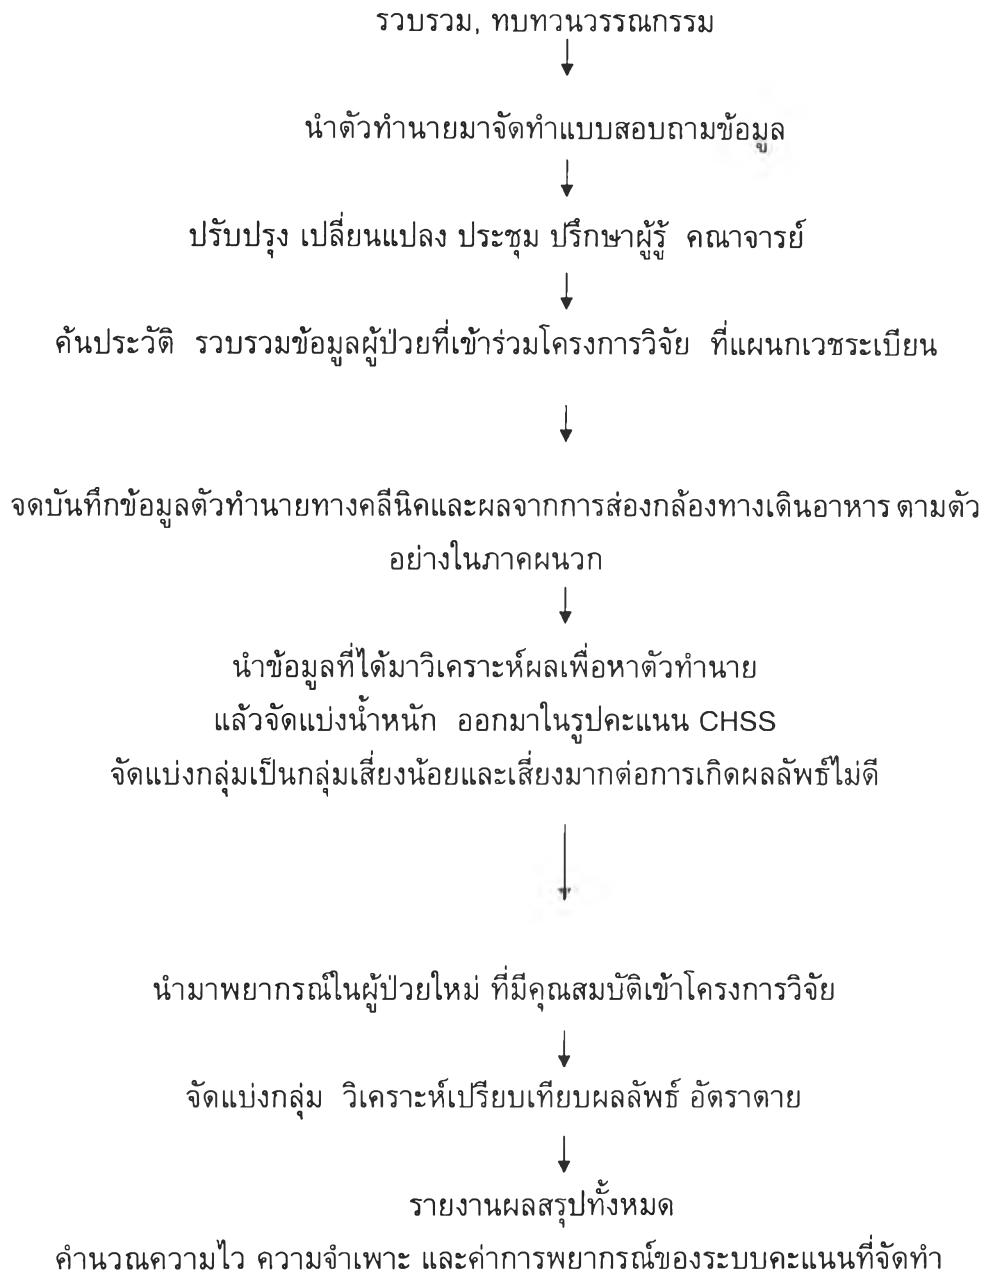 รวบรวม, ทบทวนวรรณกรรม
นำตัวทำนายมาจัดทำแบบสอบถามข้อมูล
ปรับปรุง เปลี่ยนแปลง ประชุม ปรึกษาผู้รู้ คณาจารย์
ค้นประวัติ รวบรวมข้อมูลผู้ป่วยที่เข้าร่วมโครงการวิจัย ที่แผนกเวชระเบียน
จดบันทึกข้อมูลตัวทำนายทางคลีนิคและผลจากการส่องกล้องทางเดินอาหาร ตามตัว
อย่างในภาคผนวก
นำข้อมูลที่ได้มาวิเคราะห์ผลเพื่อหาตัวทำนาย
แล้วจัดแบ่งน้ำหนัก ออกมาในรูปคะแนน CHSS
จัดแบ่งกลุ่มเป็นกลุ่มเสี่ยงน้อยและเสี่ยงมากต่อการเกิดผลลัพธ์ไม่ดี
นำมาพยากรณ์ในผู้ป่วยใหม่ ที่มีคุณสมบัติเข้าโครงการวิจัย
จัดแบ่งกลุ่ม วิเคราะห์เปรียบเทียบผลลัพธ์ อัตราตาย
รายงานผลสรุปทั้งหมด
คำนวณความไว ความจำเพาะ และค่าการพยากรณ์ของระบบคะแนนที่จัดทำ